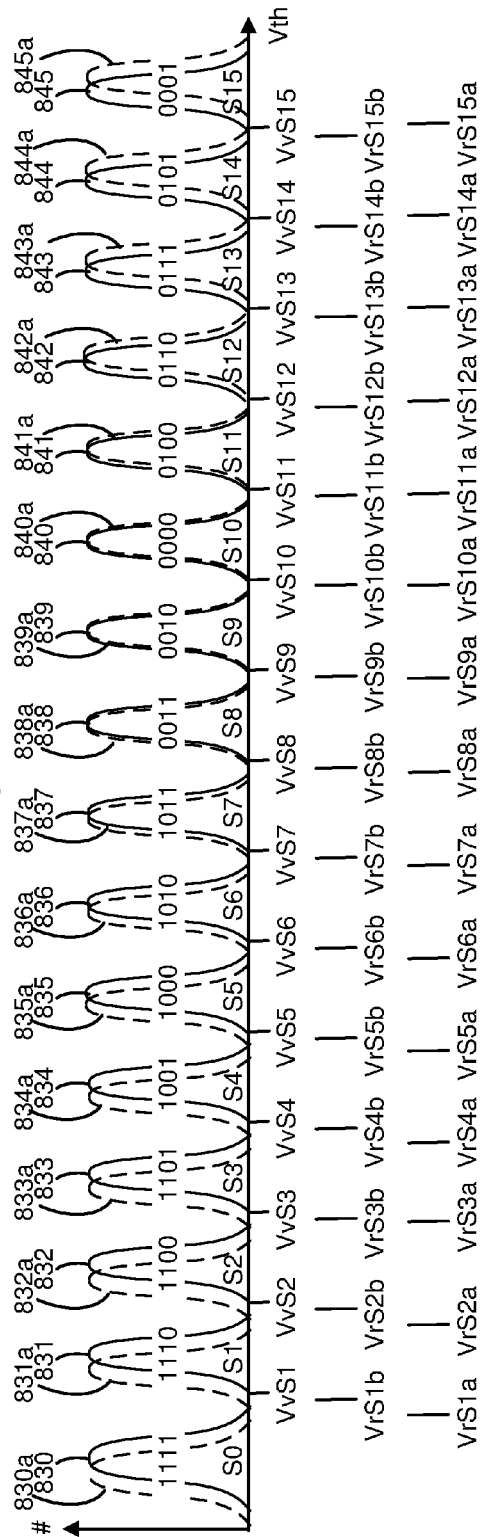 830a 831a 832a 833a 834a 835a 836a 837a 838a 839a 840a 841a 842a 843a 844a 845a
# 830 831 832 833 834 835 836 837 838 839 840 841 842 843 844 845
1111 1110 1100 1101 1001 1000 1010 1011 0011 0010 0000 0100 0110 0111 0101 0001
S0 S1 S2 S3 S4 S5 S6 S7 S8 S9 S10 S11 S12 S13 S14 S15
Vth
VvS1 VvS2 VvS3 VvS4 VvS5 VvS6 VvS7 VvS8 VvS9 VvS10 VvS11 VvS12 VvS13 VvS14 VvS15
VrS1b VrS2b VrS3b VrS4b VrS5b VrS6b VrS7b VrS8b VrS9b VrS10b VrS11b VrS12b VrS13b VrS14b VrS15b
VrS1a VrS2a VrS3a VrS4a VrS5a VrS6a VrS7a VrS8a VrS9a VrS10a VrS11a VrS12a VrS13a VrS14a VrS15a